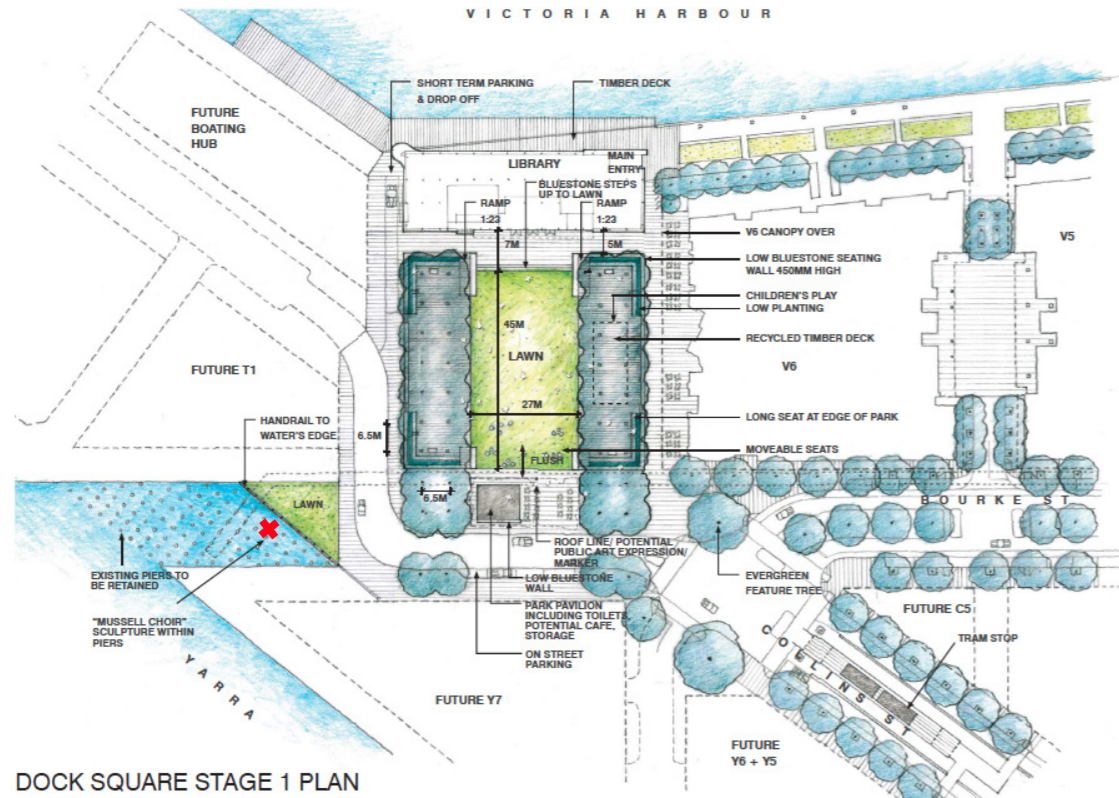 VICTORIA HARBOUR
SHORT TERM PARKING
& DROP OFF
TIMBER DECK
FUTURE
BOATING
HUB
LIBRARY
MAIN
ENTRY
BLUESTONE STEPS
UP TO LAWN
RAMP
1:23
RAMP
1:23
7M
5M
V6 CANOPY OVER
V5
LOW BLUESTONE SEATING
WALL 450MM HIGH
CHILDREN'S PLAY
LOW PLANTING
45M
RECYCLED TIMBER DECK
LAWN
V6
FUTURE T1
27M
HANDRAIL TO
WATER'S EDGE
6.5M
LONG SEAT AT EDGE OF PARK
MOVEABLE SEATS
FLUSH
LAWN
6.5M
BOURKE ST
ROOF LINE/ POTENTIAL
PUBLIC ART EXPRESSION/
MARKER
EXISTING PIERS TO
BE RETAINED
LOW BLUESTONE
WALL
EVERGREEN
FEATURE TREE
"MUSSELL CHOIR"
SCULPTURE WITHIN
PIERS
PARK PAVILION
INCLUDING TOILETS,
POTENTIAL CAFE,
STORAGE
FUTURE C5
TRAM STOP
ON STREET
PARKING
COLLINS ST
YARRA
FUTURE Y7
FUTURE
Y6 + Y5
DOCK SQUARE STAGE 1 PLAN